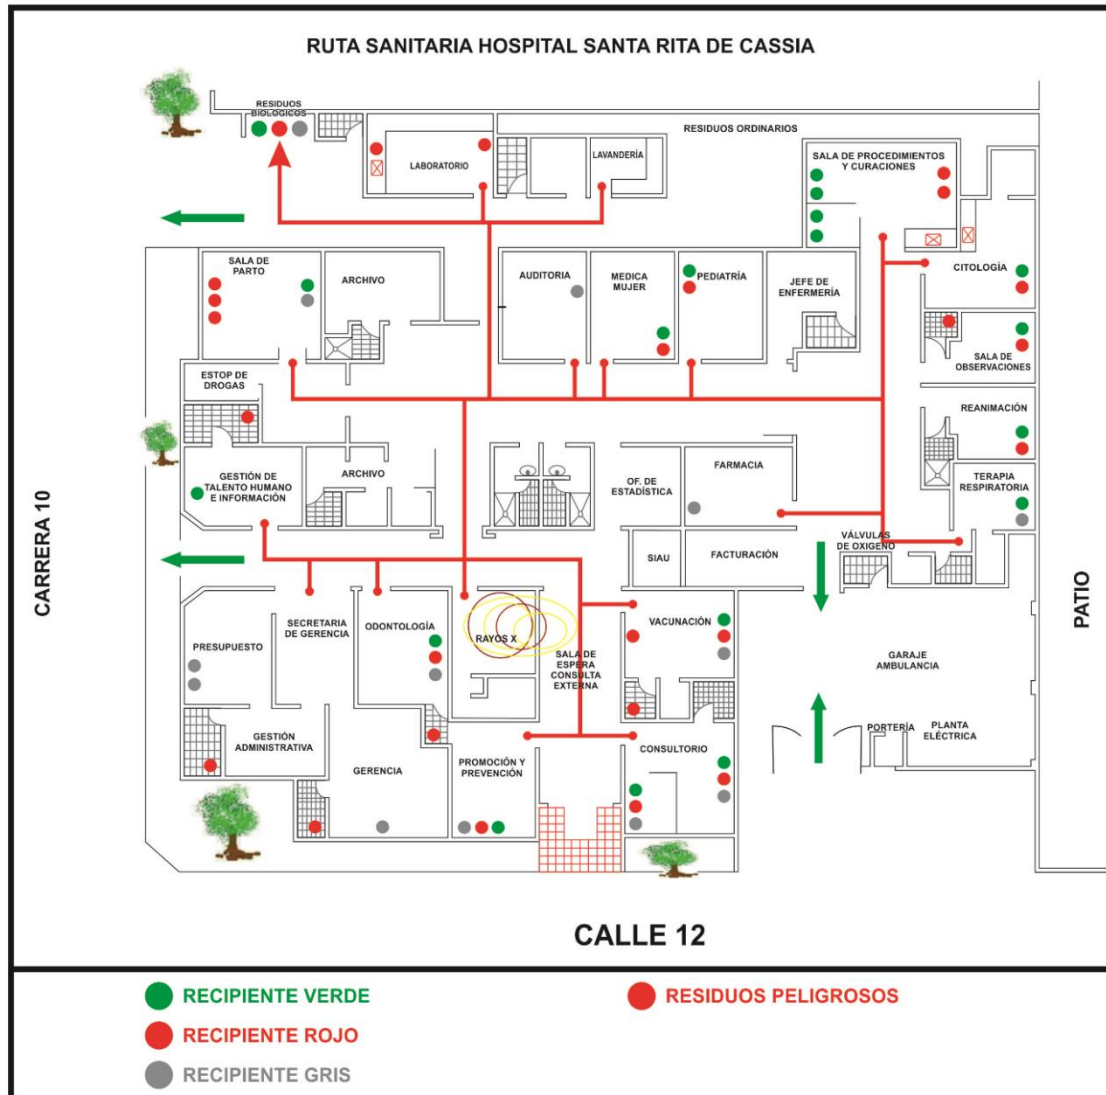 RUTA SANITARIA HOSPITAL SANTA RITA DE CASSIA
RESIDUOS
BIOLOGICOS
LABORATORIO
LAVANDERÍA
RESIDUOS ORDINARIOS
SALA DE PROCEDIMIENTOS
Y CURACIONES
SALA DE
PARTO
ARCHIVO
AUDITORIA
MEDICA
MUJER
PEDIATRÍA
JEFE DE
ENFERMERÍA
CITOLOGÍA
SALA DE
OBSERVACIONES
ESTOP DE
DROGAS
REANIMACIÓN
GESTIÓN DE
TALENTO HUMANO
E INFORMACIÓN
ARCHIVO
OF. DE
ESTADÍSTICA
FARMACIA
TERAPIA
RESPIRATORIA
SIAU
FACTURACIÓN
VÁLVULAS
DE OXIGENO
CARRERA 10
PATIO
PRESUPUESTO
SECRETARIA
DE GERENCIA
ODONTOLOGÍA
RAYOS X
SALA DE
ESPERA
CONSULTA
EXTERNA
VACUNACIÓN
GARAJE
AMBULANCIA
GESTIÓN
ADMINISTRATIVA
GERENCIA
PROMOCIÓN Y
PREVENCIÓN
CONSULTORIO
PORTERÍA
PLANTA
ELÉCTRICA
CALLE 12
RECIPIENTE VERDE
RESIDUOS PELIGROSOS
RECIPIENTE ROJO
RECIPIENTE GRIS